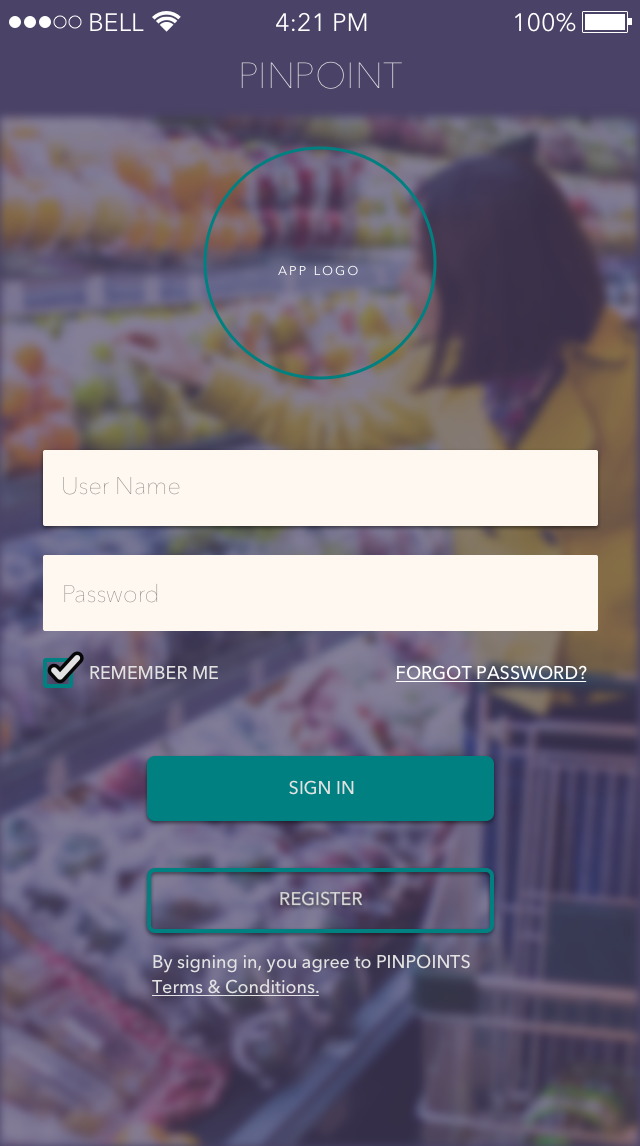 BELL 4:21 PM 100%
PINPOINT
APP LOGO
User Name
Password
REMEMBER ME FORGOT PASSWORD?
SIGN IN
REGISTER
By signing in, you agree to PINPOINTS
Terms & Conditions.